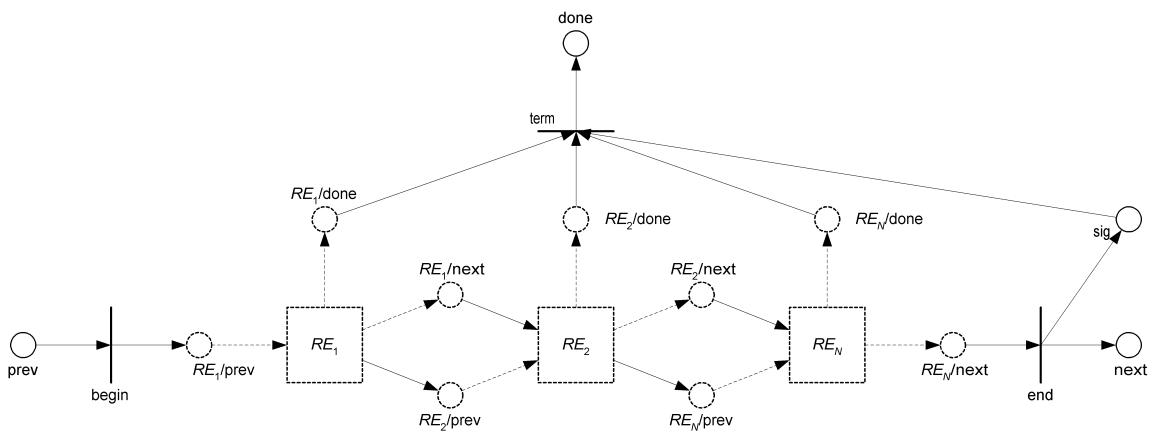 done
term
RE1/done
RE2/done
REN/done
sig
RE1/next
RE2/next
RE1
RE2
REN
prev
begin
RE1/prev
RE2/prev
REN/prev
REN/next
end
next